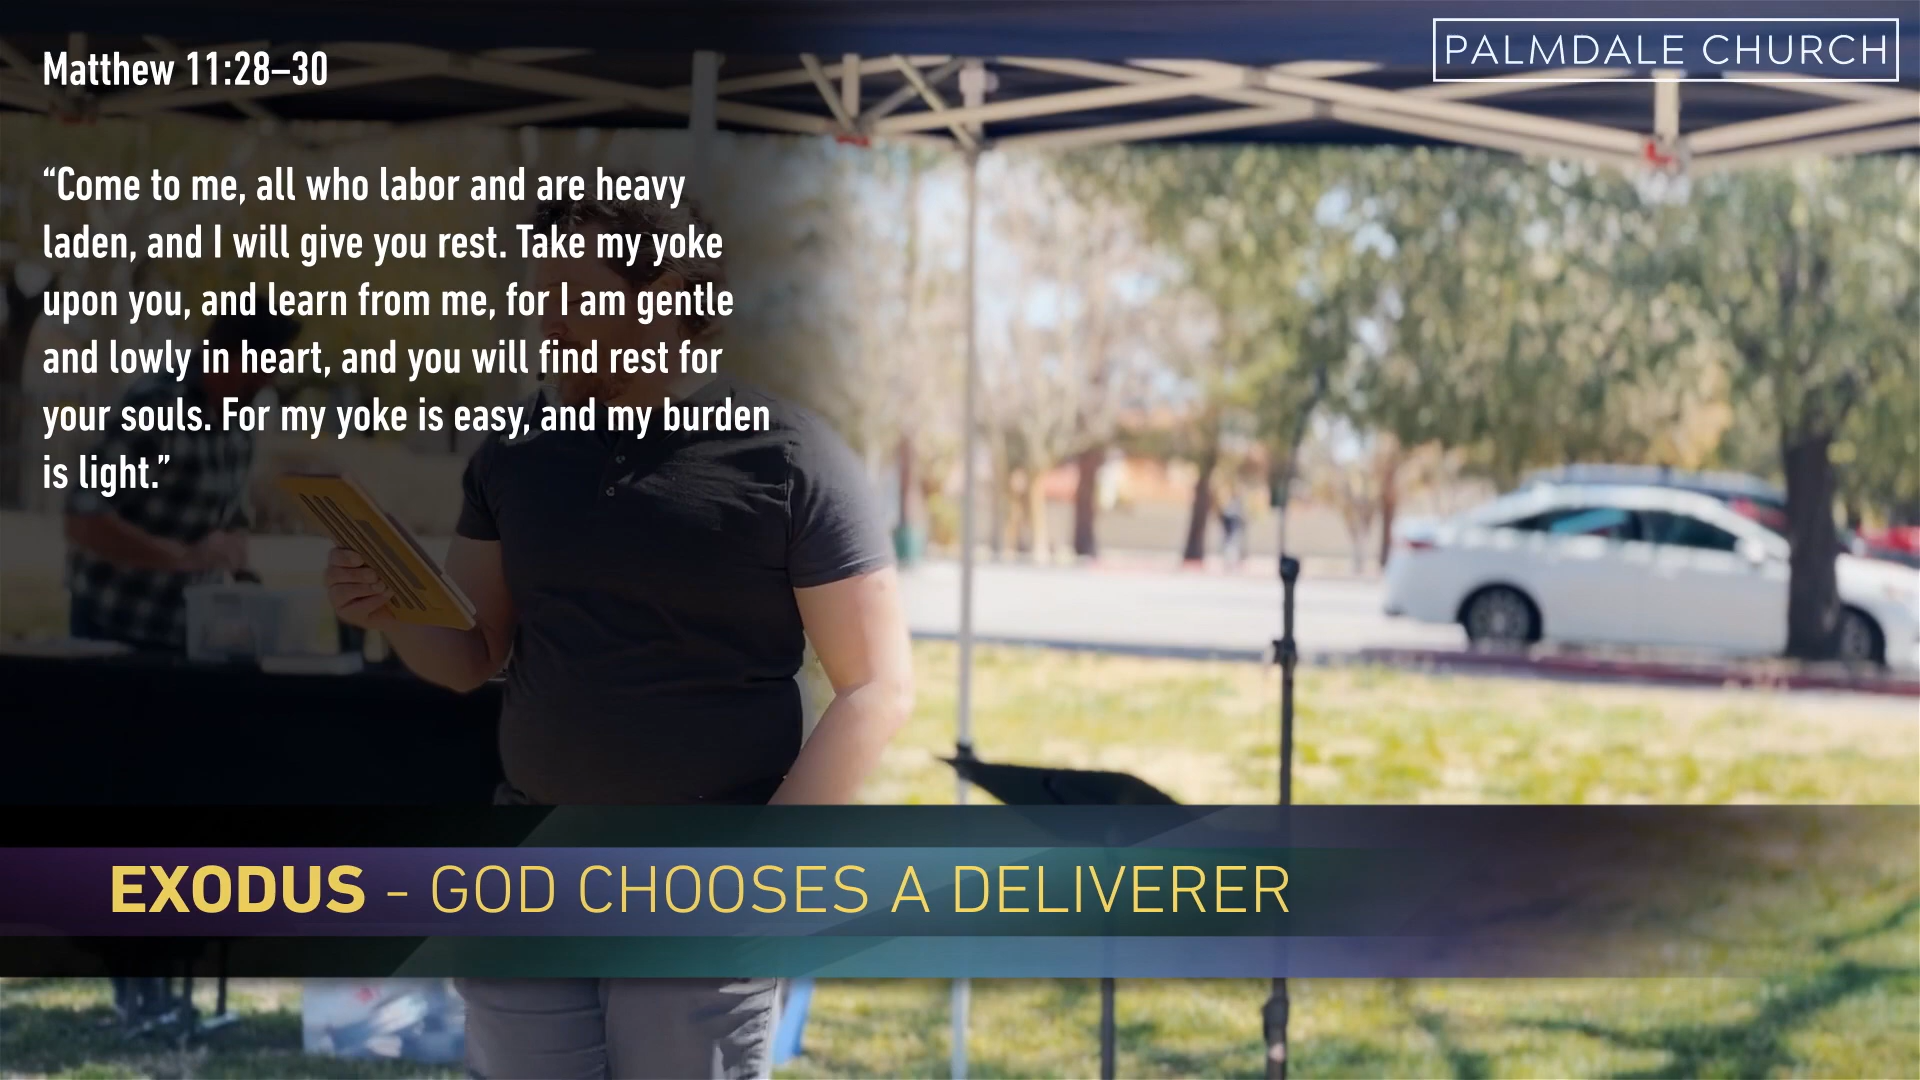 Matthew 11:28–30
PALMDALE CHURCH
“Come to me, all who labor and are heavy
laden, and I will give you rest. Take my yoke
upon you, and learn from me, for I am gentle
and lowly in heart, and you will find rest for
your souls. For my yoke is easy, and my burden
is light.”
EXODUS - GOD CHOOSES A DELIVERER